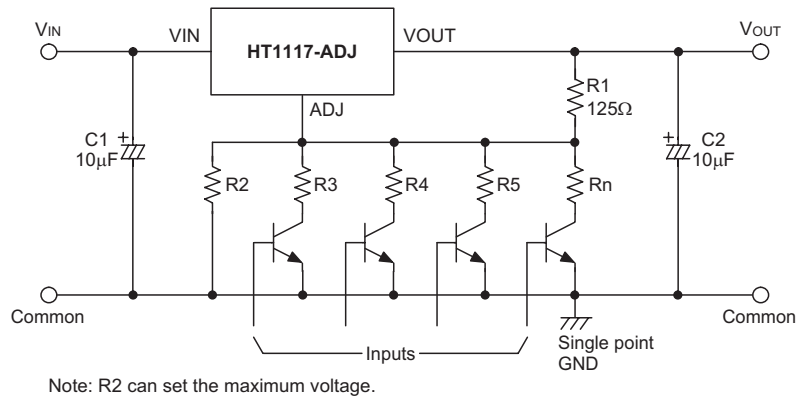 VIN
VIN
HT1117-ADJ
VOUT
VOUT
ADJ
R1
125Ω
C1 +
10μF
+ C2
10μF
R2
R3
R4
R5
Rn
Common
Common
Inputs
Single point
GND
Note: R2 can set the maximum voltage.